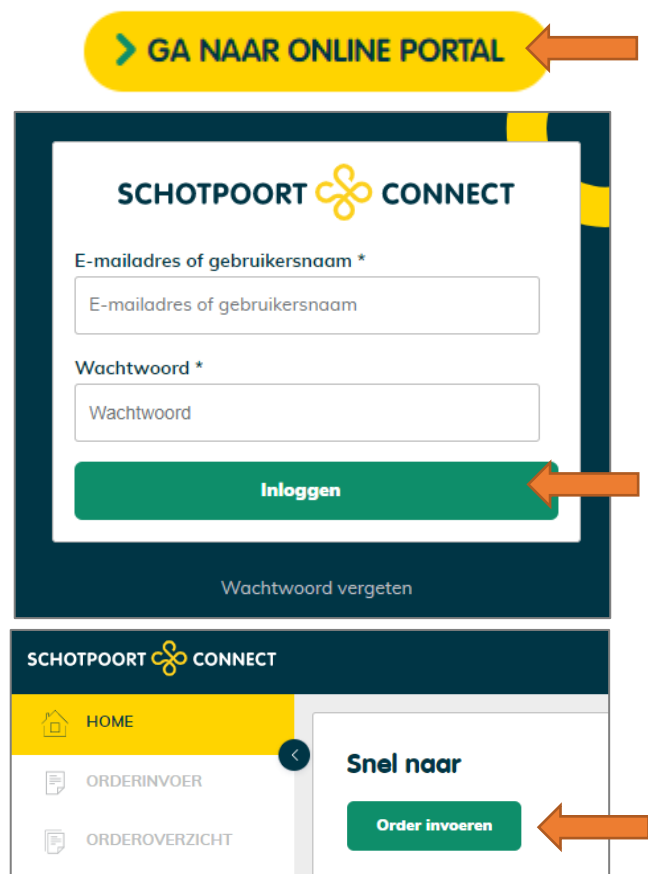 GA NAAR ONLINE PORTAL
SCHOTPOORT CONNECT
E-mailadres of gebruikersnaam *
E-mailadres of gebruikersnaam
Wachtwoord *
Wachtwoord
Inloggen
Wachtwoord vergeten
SCHOTPOORT CONNECT
HOME
ORDERINVOER
ORDEROVERZICHT
Snel naar
Order invoeren